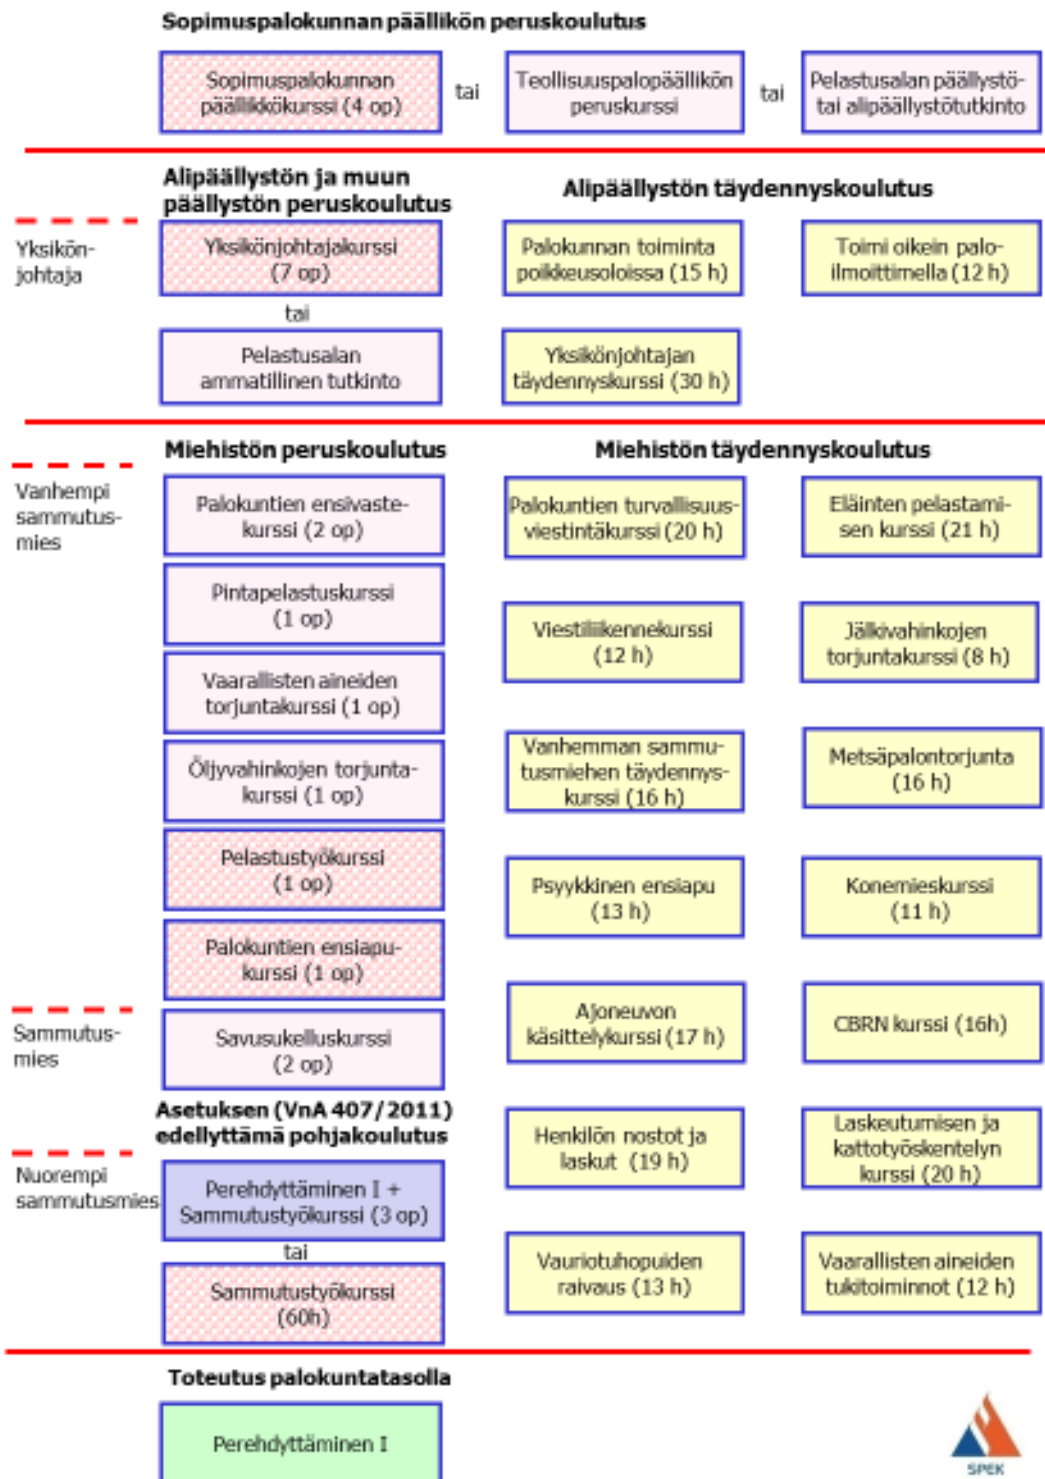 Sopimuspalokunnan päällikön peruskoulutus
Sopimuspalokunnan
päällikkökurssi (4 op)
tai
Teollisuuspalopäällikön
peruskurssi
tai
Pelastusalan päällystö-
tai alipäällystötutkinto
Alipäällystön ja muun
päällystön peruskoulutus
Alipäällystön täydennyskoulutus
Yksikön-
johtaja
Yksikönjohtajakurssi
(7 op)
Palokunnan toiminta
poikkeusoloissa (15 h)
Toimi oikein palo-
ilmoittimella (12 h)
tai
Pelastusalan
ammatillinen tutkinto
Yksikönjohtajan
täydennyskurssi (30 h)
Miehistön peruskoulutus
Miehistön täydennyskoulutus
Vanhempi
sammutus-
mies
Palokuntien ensivaste-
kurssi (2 op)
Palokuntien turvallisuus-
viestintäkurssi (20 h)
Eläinten pelastami-
sen kurssi (21 h)
Pintapelastuskurssi
(1 op)
Viestiliikennekurssi
(12 h)
Jälkivahinkojen
torjuntakurssi (8 h)
Vaarallisten aineiden
torjuntakurssi (1 op)
Öljyvahinkojen torjunta-
kurssi (1 op)
Vanhemman sammu-
tusmiehen täydennys-
kurssi (16 h)
Metsäpalontorjunta
(16 h)
Pelastustyökurssi
(1 op)
Psyykkinen ensiapu
(13 h)
Konemieskurssi
(11 h)
Palokuntien ensiapu-
kurssi (1 op)
Sammutus-
mies
Savusukelluskurssi
(2 op)
Ajoneuvon
käsittelykurssi (17 h)
CBRN kurssi (16h)
Asetuksen (VnA 407/2011)
edellyttämä pohjakoulutus
Henkilön nostot ja
laskut (19 h)
Laskeutumisen ja
kattotyöskentelyn
kurssi (20 h)
Nuorempi
sammutusmies
Perehdyttäminen I +
Sammutustyökurssi (3 op)
tai
Sammutustyökurssi
(60h)
Vauriotuhopuiden
raivaus (13 h)
Vaarallisten aineiden
tukitoiminnot (12 h)
Toteutus palokuntatasolla
Perehdyttäminen I
SPEK